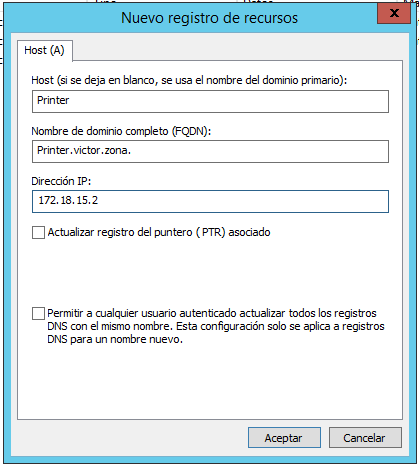 Nuevo registro de recursos
x
Host (A)
Host (si se deja en blanco, se usa el nombre del dominio primario):
Printer
Nombre de dominio completo (FQDN):
Printer.victor.zona.
Dirección IP:
172.18.15.2
Actualizar registro del puntero ( PTR) asociado
Permitir a cualquier usuario autenticado actualizar todos los registros
DNS con el mismo nombre. Esta configuración solo se aplica a registros
DNS para un nombre nuevo.
Aceptar
Cancelar